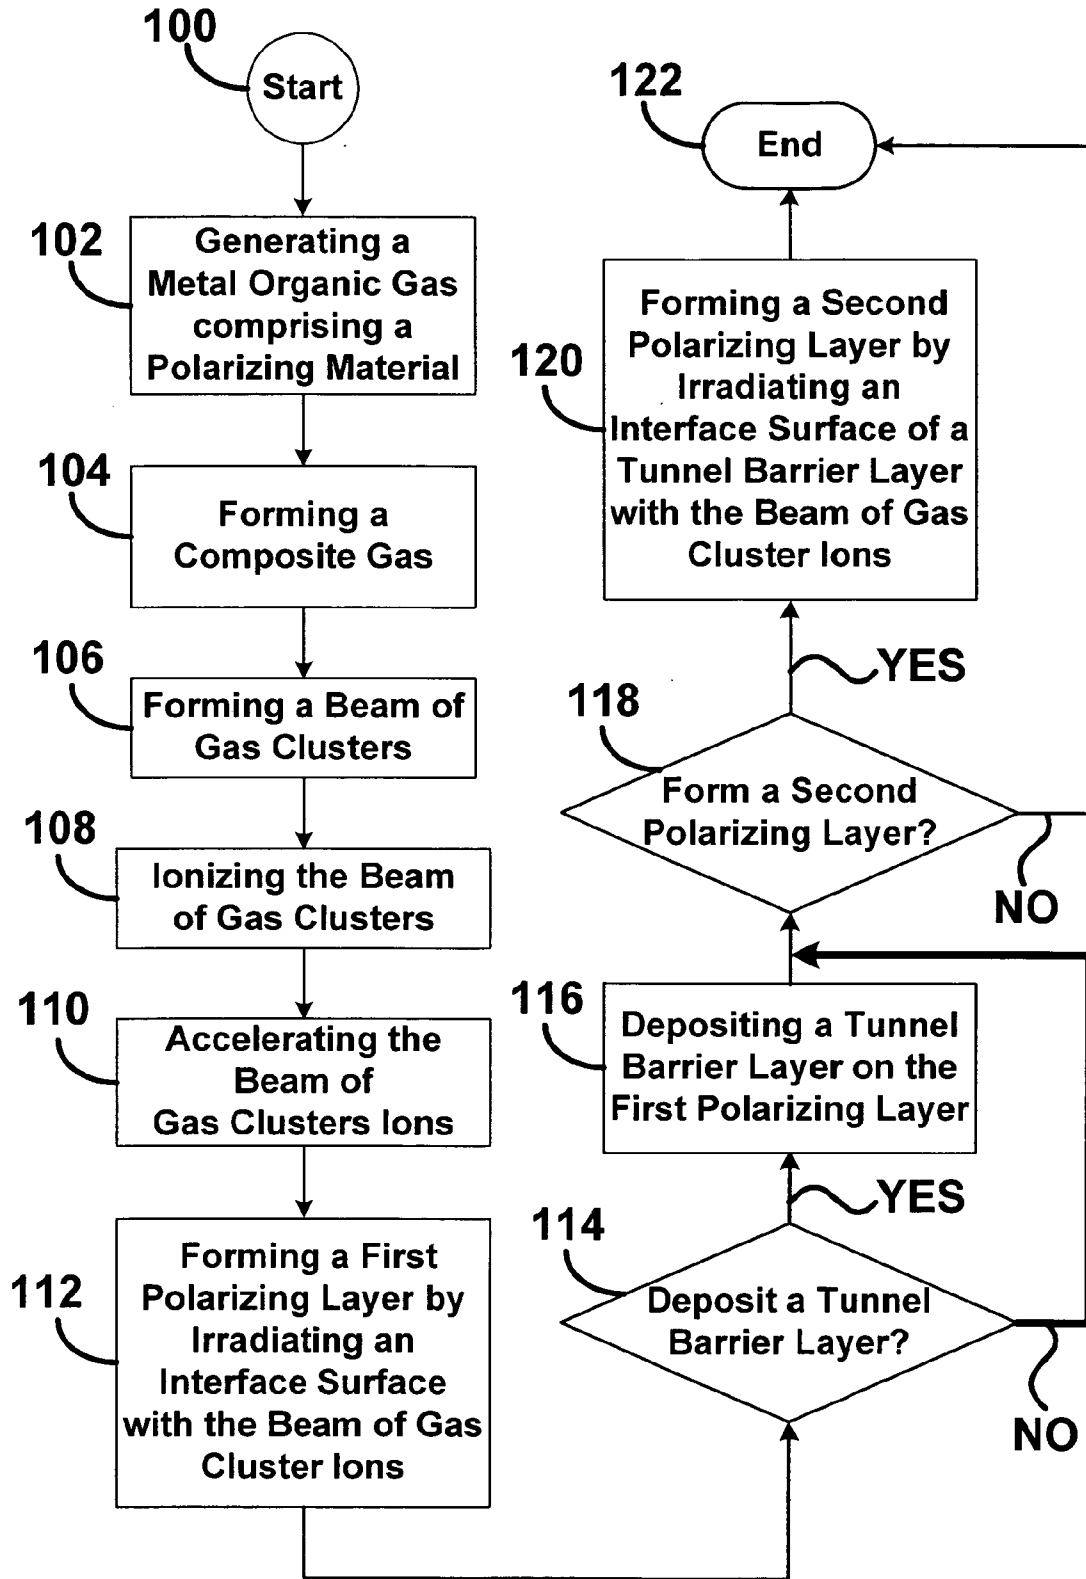 100
Start
102
Generating a
Metal Organic Gas
comprising a
Polarizing Material
104
Forming a
Composite Gas
106
Forming a Beam of
Gas Clusters
108
Ionizing the Beam
of Gas Clusters
110
Accelerating the
Beam of
Gas Clusters Ions
112
Forming a First
Polarizing Layer by
Irradiating an
Interface Surface
with the Beam of Gas
Cluster Ions
114
Deposit a Tunnel
Barrier Layer?
YES
NO
116
Depositing a Tunnel
Barrier Layer on the
First Polarizing Layer
118
Form a Second
Polarizing Layer?
YES
NO
120
Forming a Second
Polarizing Layer by
Irradiating an
Interface Surface of a
Tunnel Barrier Layer
with the Beam of Gas
Cluster Ions
122
End